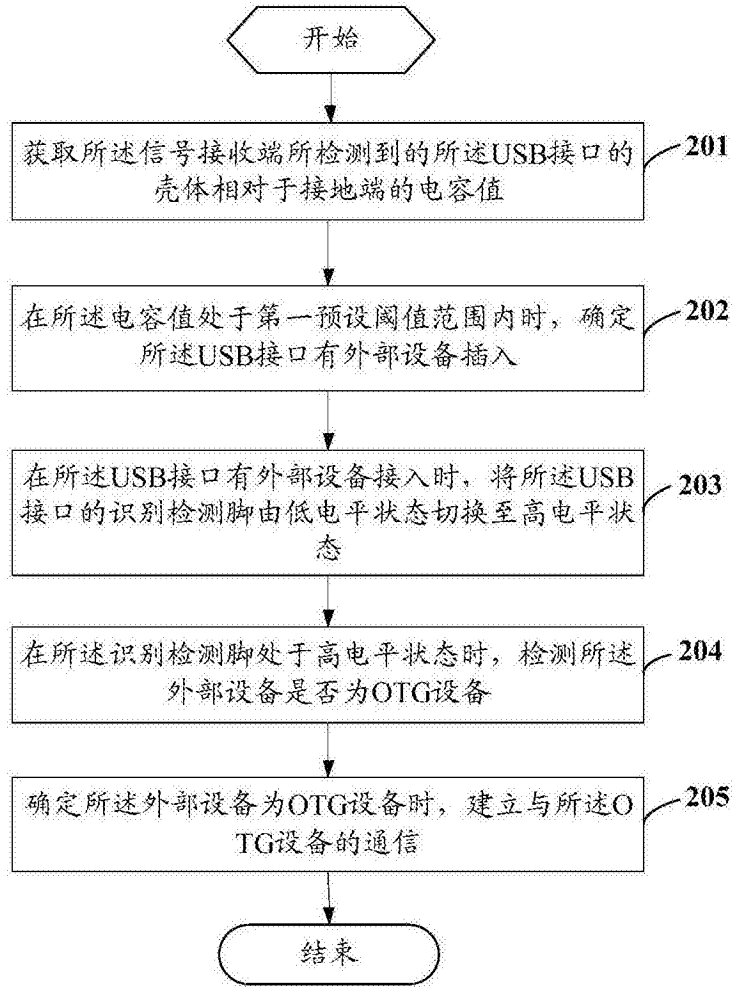 开始
获取所述信号接收端所检测到的所述USB接口的
壳体相对于接地端的电容值
201
在所述电容值处于第一预设阈值范围内时，确定
所述USB接口有外部设备插入
202
在所述USB接口有外部设备接入时，将所述USB
接口的识别检测脚由低电平状态切换至高电平状
态
203
在所述识别检测脚处于高电平状态时，检测所述
外部设备是否为OTG设备
204
确定所述外部设备为OTG设备时，建立与所述O
TG设备的通信
205
结束